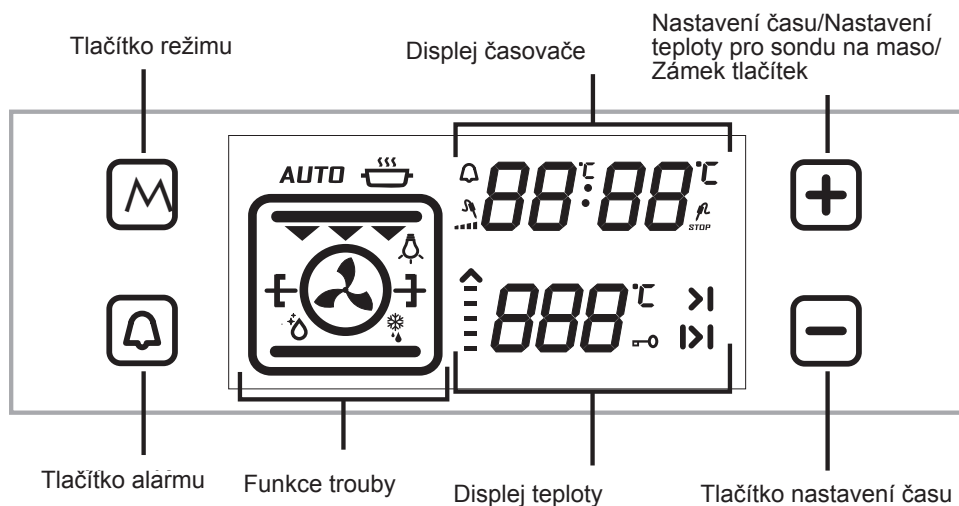 Tlačítko režimu
Displej časovače
Nastavení času/Nastavení
teploty pro sondu na maso/
Zámek tlačítek
AUTO
88:88
°C
°C
STOP
888
°C
Tlačítko alarmu
Funkce trouby
Displej teploty
Tlačítko nastavení času